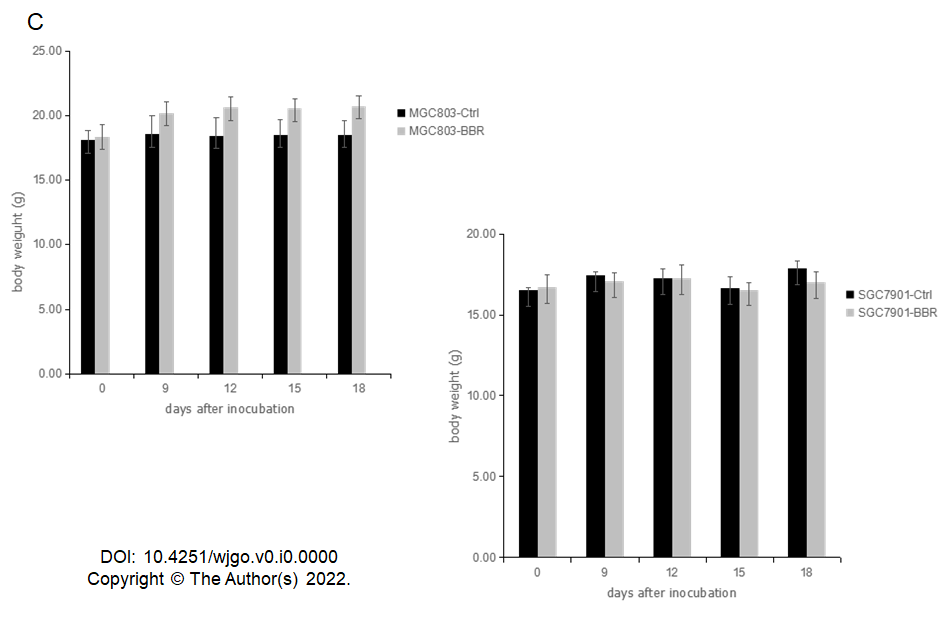 C
25.00
20.00
15.00
10.00
5.00
0.00
body weiguht (g)
0 9 12 15 18
days after inocubation
MGC803-Ctrl
MGC803-BBR
20.00
15.00
10.00
5.00
0.00
body weight (g)
0 9 12 15 18
days after inocubation
SGC7901-Ctrl
SGC7901-BBR
DOI: 10.4251/wjgo.v0.i0.0000
Copyright © The Author(s) 2022.